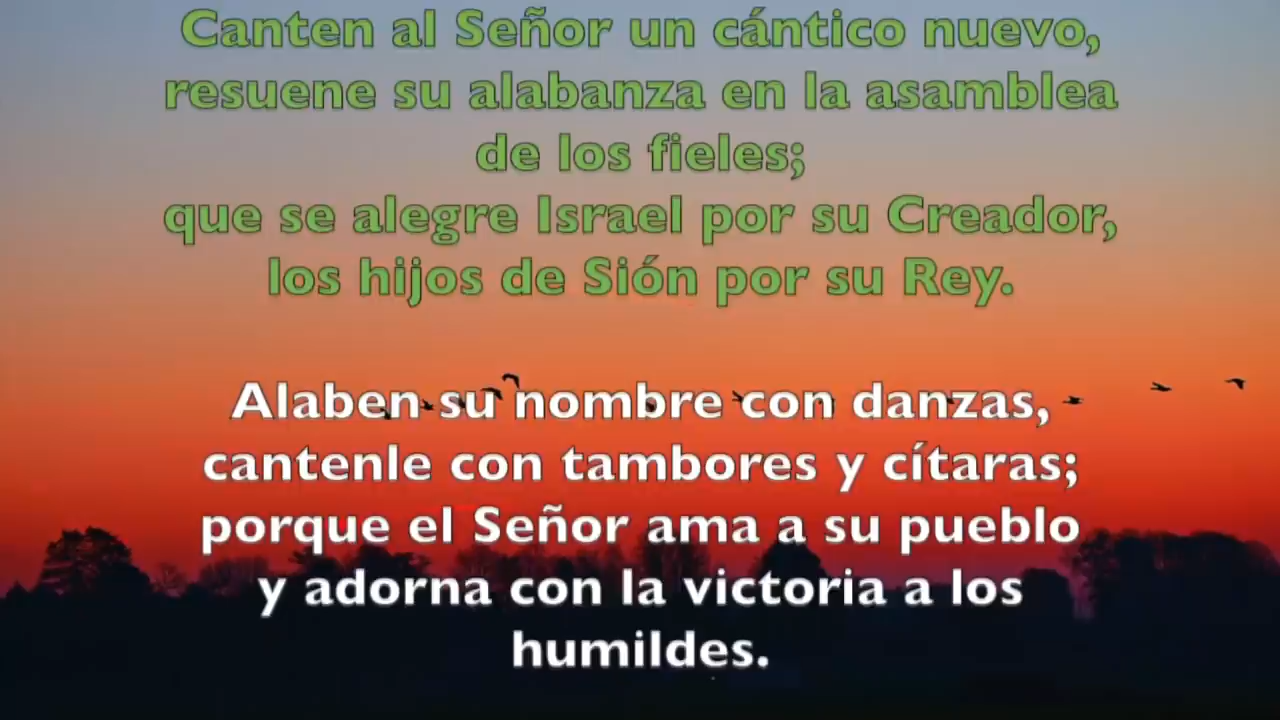 Canten al Señor un cántico nuevo,
resuene su alabanza en la asamblea
de los fieles;
que se alegre Israel por su Creador,
los hijos de Sión por su Rey.
Alaben su nombre con danzas,
cantenle con tambores y cítaras;
porque el Señor ama a su pueblo
y adorna con la victoria a los
humildes.